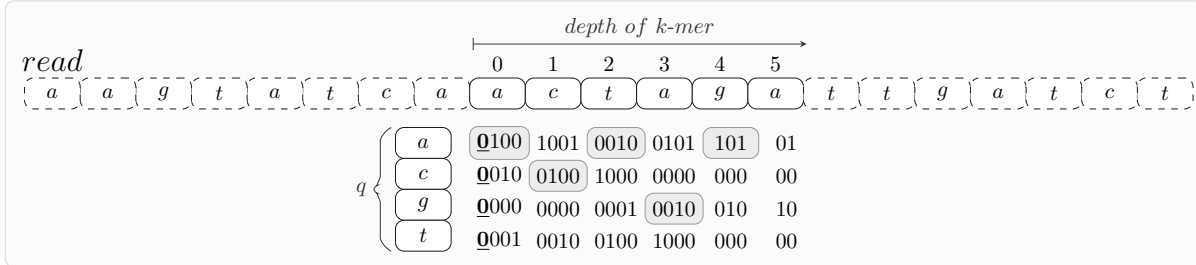 depth of k-mer
read
0 1 2 3 4 5
a a g t a t c a a c t a g a t t g a t c t
a 0100 1001 0010 0101 101 01
c 0010 0100 1000 0000 000 00
q
g 0000 0000 0001 0010 010 10
t 0001 0010 0100 1000 000 00